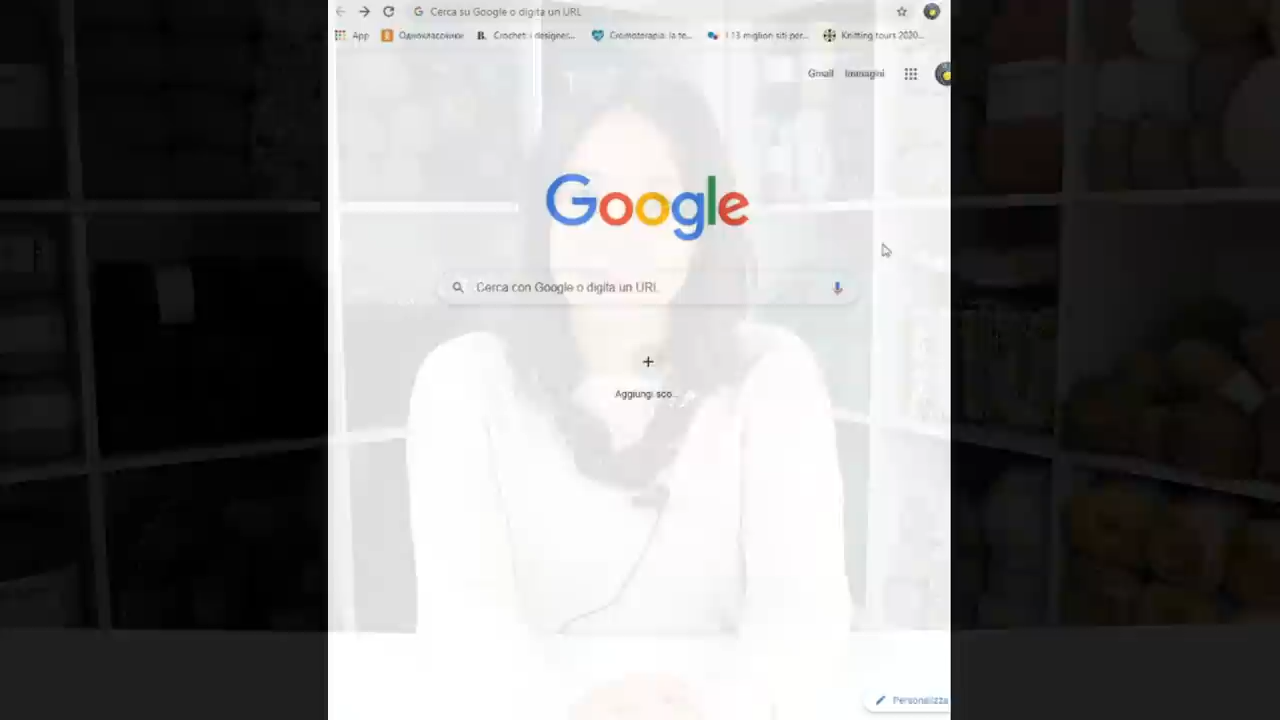 Cerca su Google o digita un URL
App Одноклассники Crochet: i designer... Cromoterapia: la te... I 13 migliori siti per... Knitting tours 2020...
Gmail Immagini
Google
Cerca con Google o digita un URL
Aggiungi sco...
Personalizza